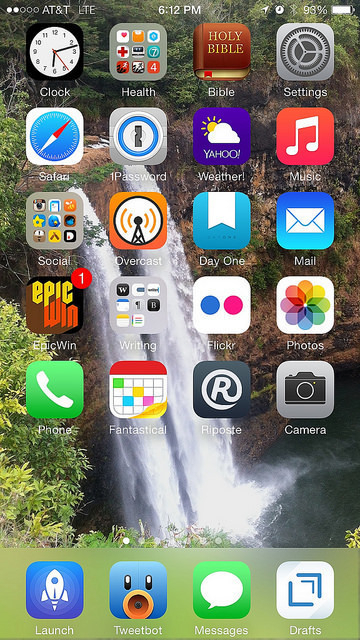 AT&T LTE 6:12 PM 93%
12
Clock Health HOLY BIBLE Bible Settings
Safari 1Password YAHOO! Weather! Music
Social Overcast Day One Mail
epic win 1
EpicWin Writing Flickr Photos
Phone Fantastical R Riposte Camera
Launch Tweetbot Messages Drafts